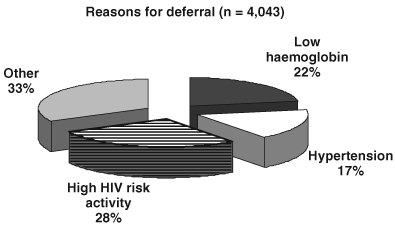 Reasons for deferral (n = 4,043)
Low
haemoglobin
22%
Other
33%
Hypertension
17%
High HIV risk
activity
28%